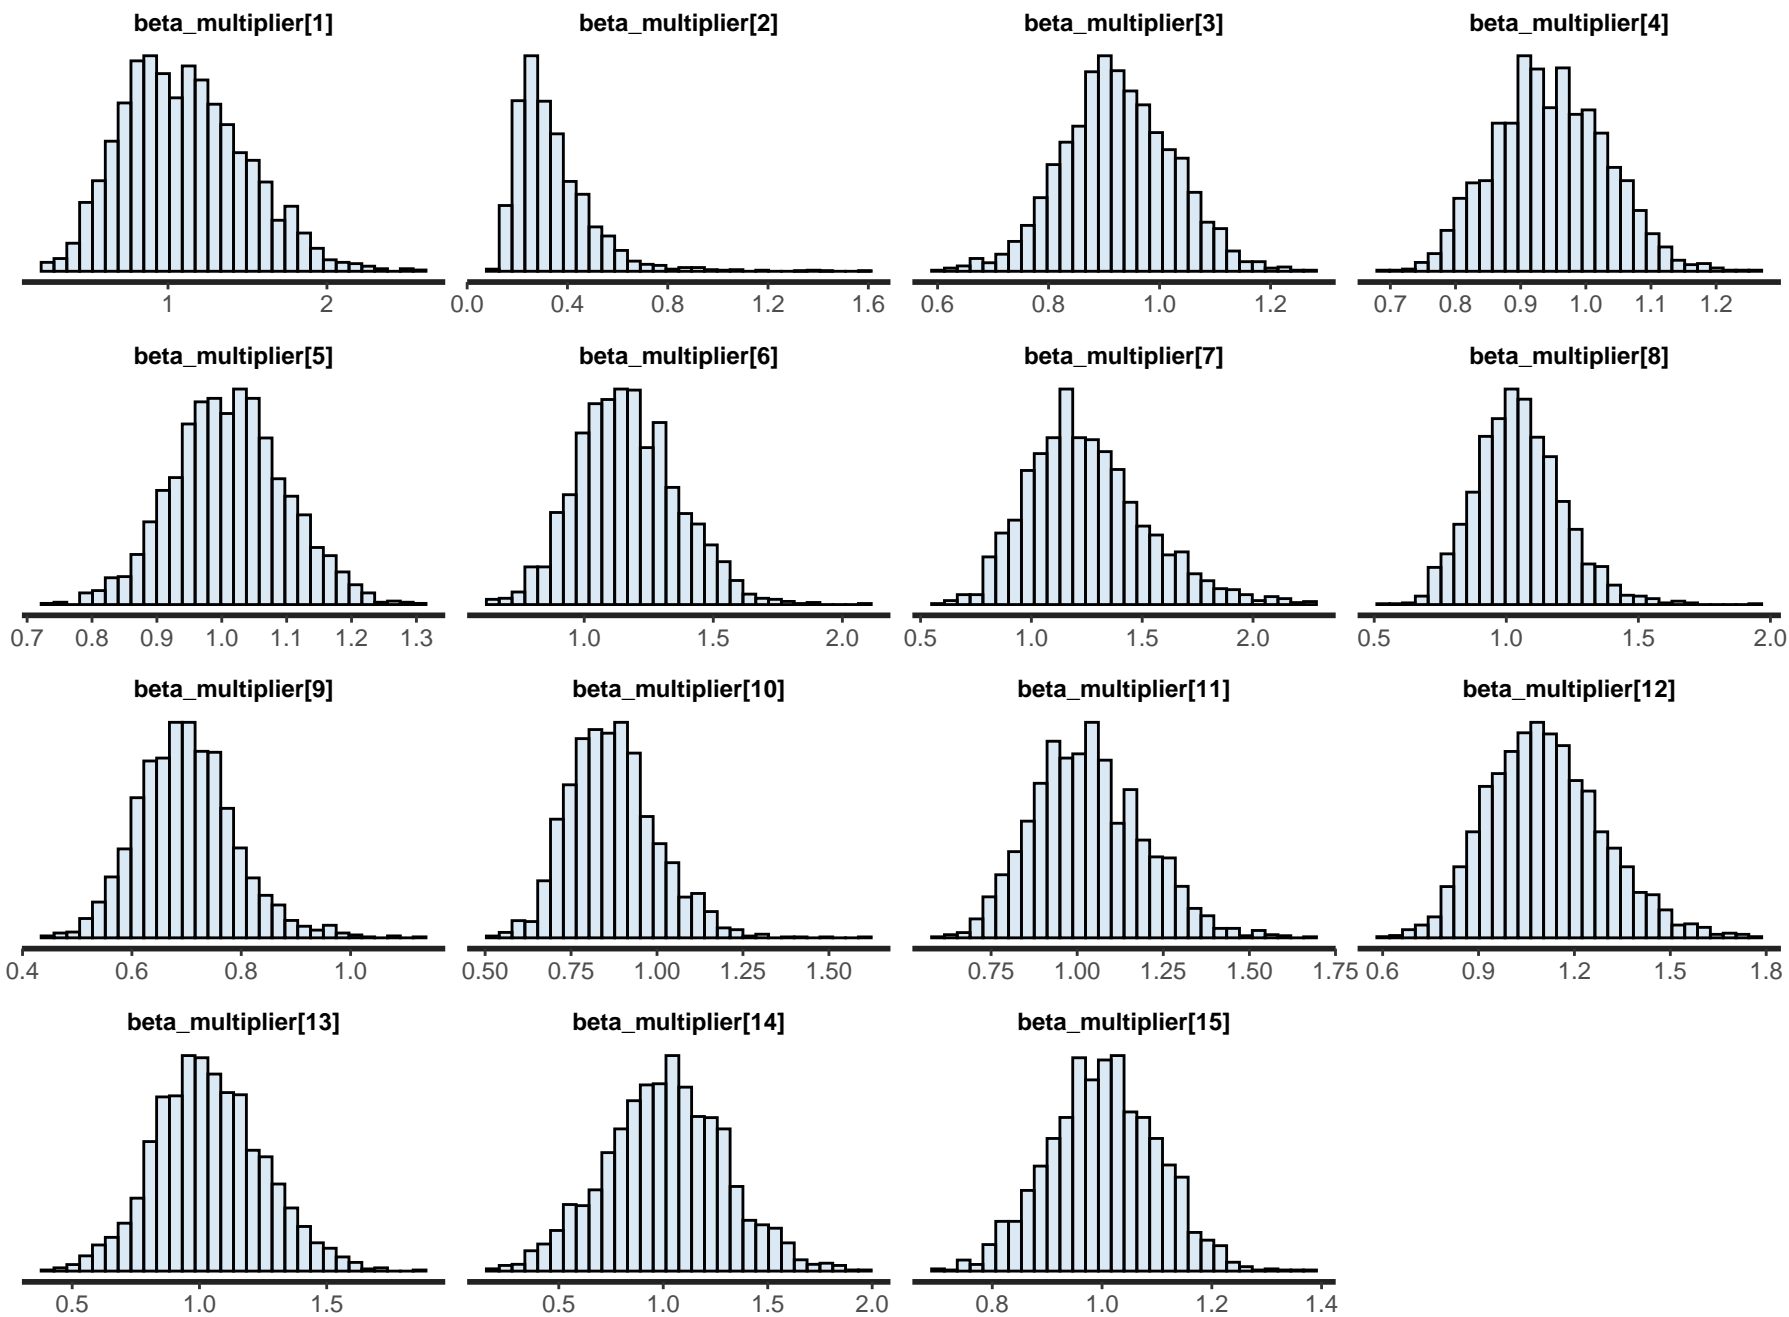 beta_multiplier[1] beta_multiplier[2] beta_multiplier[3] beta_multiplier[4]
1 2 0.0 0.4 0.8 1.2 1.6 0.6 0.8 1.0 1.2 0.7 0.8 0.9 1.0 1.1 1.2
beta_multiplier[5] beta_multiplier[6] beta_multiplier[7] beta_multiplier[8]
0.7 0.8 0.9 1.0 1.1 1.2 1.3 1.0 1.5 2.0 0.5 1.0 1.5 2.0 0.5 1.0 1.5 2.0
beta_multiplier[9] beta_multiplier[10] beta_multiplier[11] beta_multiplier[12]
0.4 0.6 0.8 1.0 0.50 0.75 1.00 1.25 1.50 0.75 1.00 1.25 1.50 1.75 0.6 0.9 1.2 1.5 1.8
beta_multiplier[13] beta_multiplier[14] beta_multiplier[15]
0.5 1.0 1.5 0.5 1.0 1.5 2.0 0.8 1.0 1.2 1.4